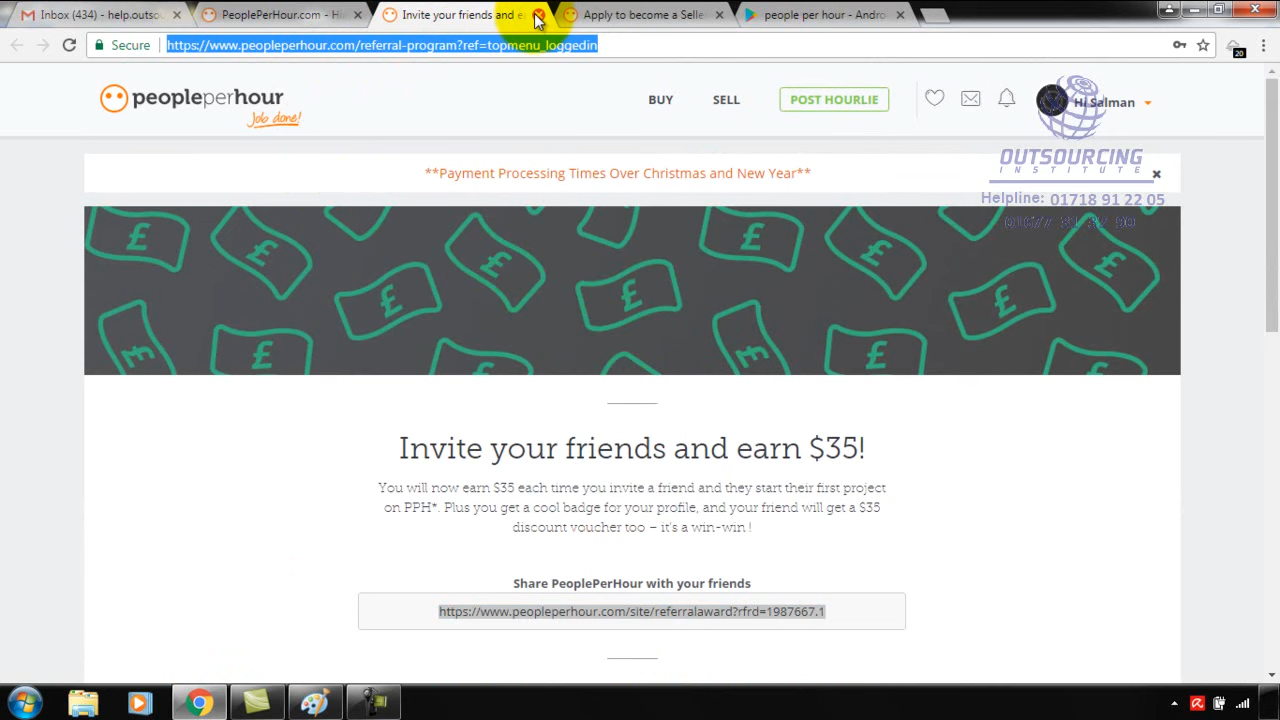 Inbox (434) - help.outso
PeoplePerHour.com - Hi
Invite your friends and e
Apply to become a Selle
people per hour - Andro
Secure
https://www.peopleperhour.com/referral-program?ref=topmenu_loggedin
20
peopleperhour
Job done!
BUY
SELL
POST HOURLIE
Hi Salman
OUTSOURCING
INSTITUTE
Helpline: 01718 91 22 05
**Payment Processing Times Over Christmas and New Year**
Invite your friends and earn $35!
You will now earn $35 each time you invite a friend and they start their first project
on PPH*. Plus you get a cool badge for your profile, and your friend will get a $35
discount voucher too – it's a win-win !
Share PeoplePerHour with your friends
https://www.peopleperhour.com/site/referralaward?rfrd=1987667.1